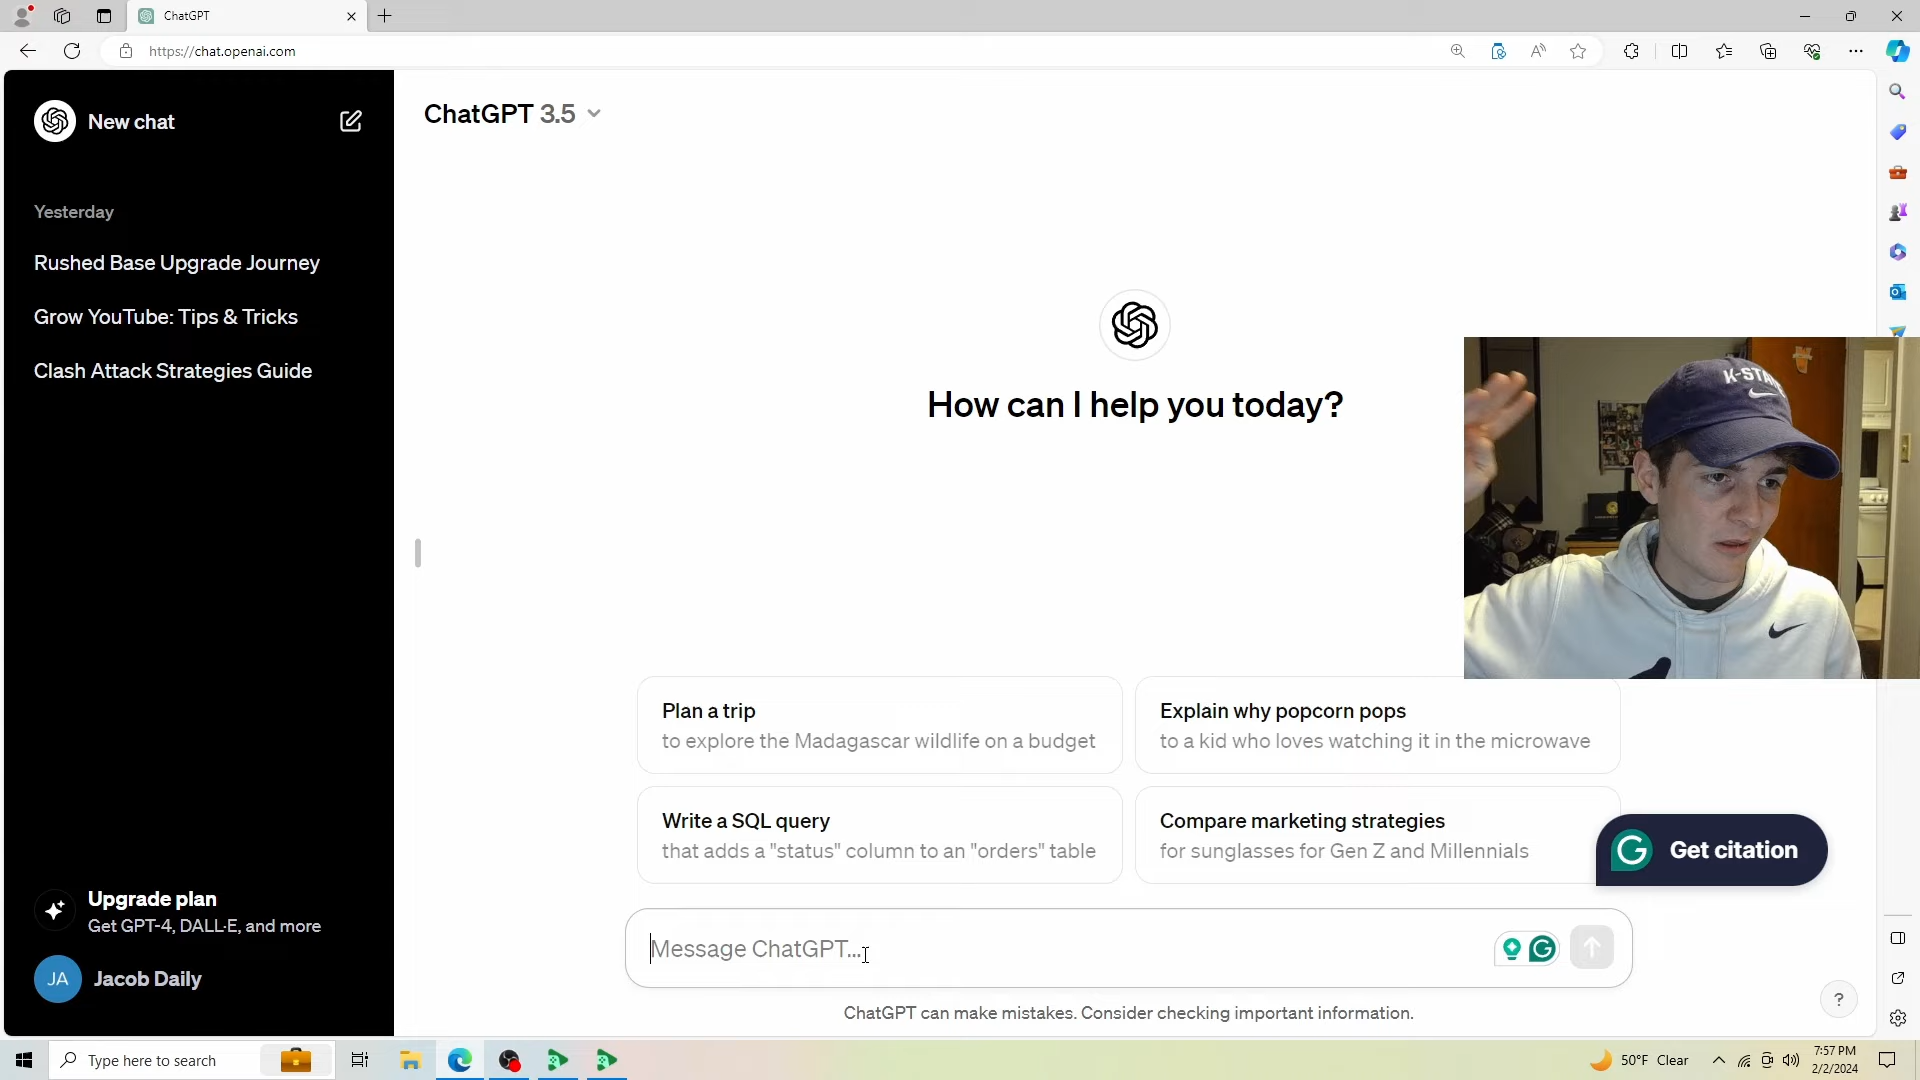 ChatGPT
https://chat.openai.com
New chat
Yesterday
Rushed Base Upgrade Journey
Grow YouTube: Tips & Tricks
Clash Attack Strategies Guide
Upgrade plan
Get GPT-4, DALL·E, and more
JA
Jacob Daily
ChatGPT 3.5
How can I help you today?
K-STATE
Plan a trip
to explore the Madagascar wildlife on a budget
Explain why popcorn pops
to a kid who loves watching it in the microwave
Write a SQL query
that adds a "status" column to an "orders" table
Compare marketing strategies
for sunglasses for Gen Z and Millennials
Get citation
Message ChatGPT...
ChatGPT can make mistakes. Consider checking important information.
?
Type here to search
50°F Clear
7:57 PM
2/2/2024